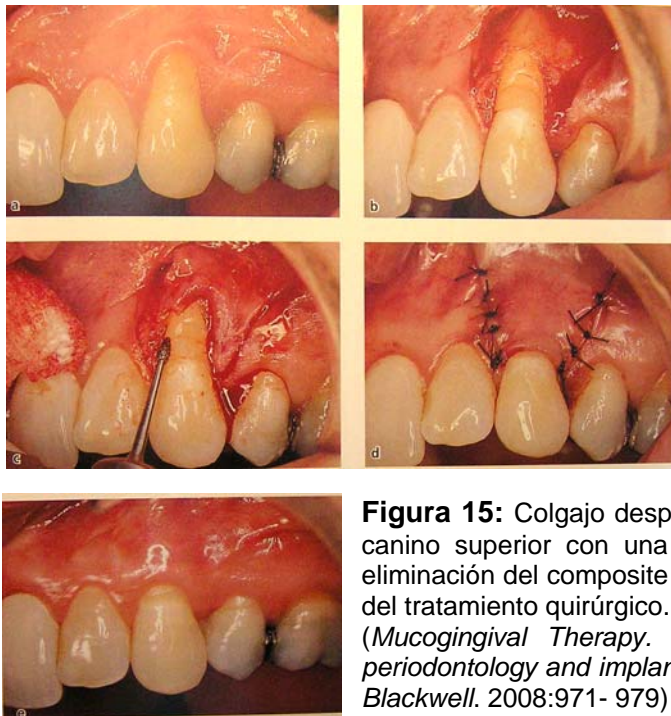 a
b
c
d
e
Figura 15: Colgajo desp
canino superior con una
eliminación del composite
del tratamiento quirúrgico.
(Mucogingival Therapy.
periodontology and implan
Blackwell. 2008:971- 979)